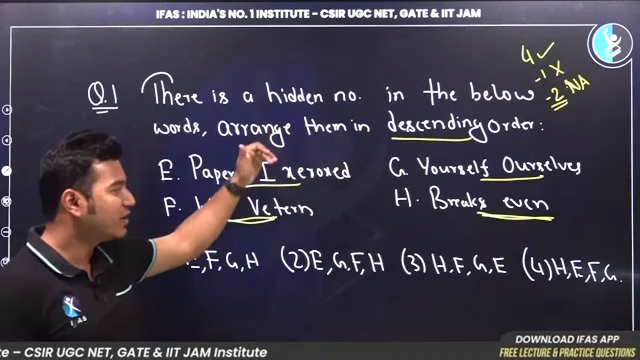 IFAS : INDIA'S NO. 1 INSTITUTE – CSIR UGC NET, GATE & IIT JAM
4 ✓
-1 X
-2 NA
Q.1 There is a hidden no. in the below
words, arrange them in descending order:
E. Paper I xeroxed
G. Yourself Ourselves
F. Vetern
H. Breaks even
E,F,G,H (2) E,G,F,H (3) H,F,G,E (4) H,E,F,G.
IFAS
te – CSIR UGC NET, GATE & IIT JAM Institute
DOWNLOAD IFAS APP
FREE LECTURE & PRACTICE QUESTIONS